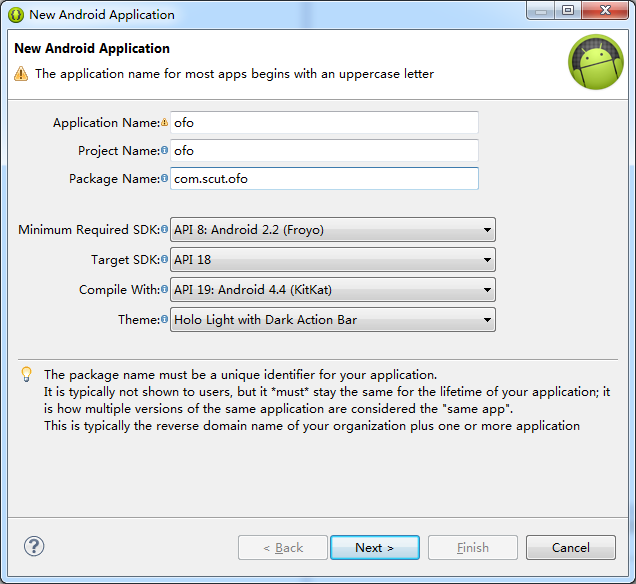 New Android Application
New Android Application
The application name for most apps begins with an uppercase letter
Application Name: ofo
Project Name: ofo
Package Name: com.scut.ofo
Minimum Required SDK: API 8: Android 2.2 (Froyo)
Target SDK: API 18
Compile With: API 19: Android 4.4 (KitKat)
Theme: Holo Light with Dark Action Bar
The package name must be a unique identifier for your application.
It is typically not shown to users, but it *must* stay the same for the lifetime of your application; it
is how multiple versions of the same application are considered the "same app".
This is typically the reverse domain name of your organization plus one or more application
? < Back Next > Finish Cancel